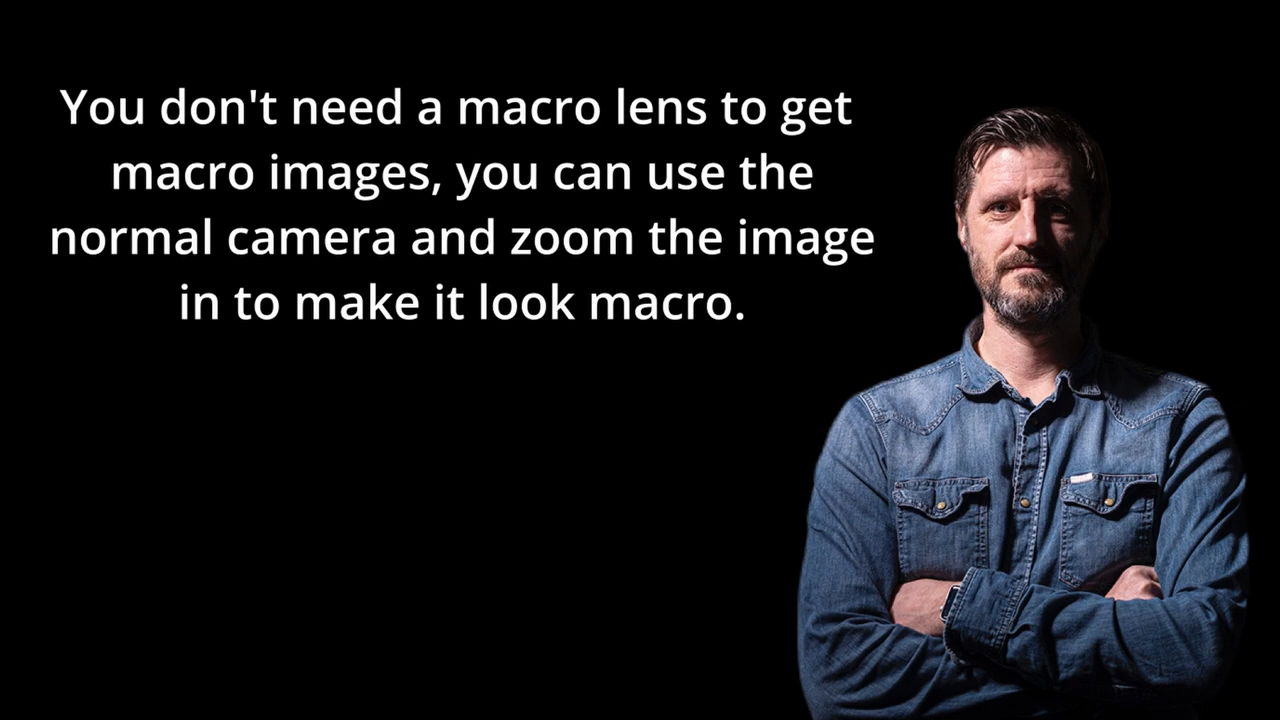 You don't need a macro lens to get
macro images, you can use the
normal camera and zoom the image
in to make it look macro.